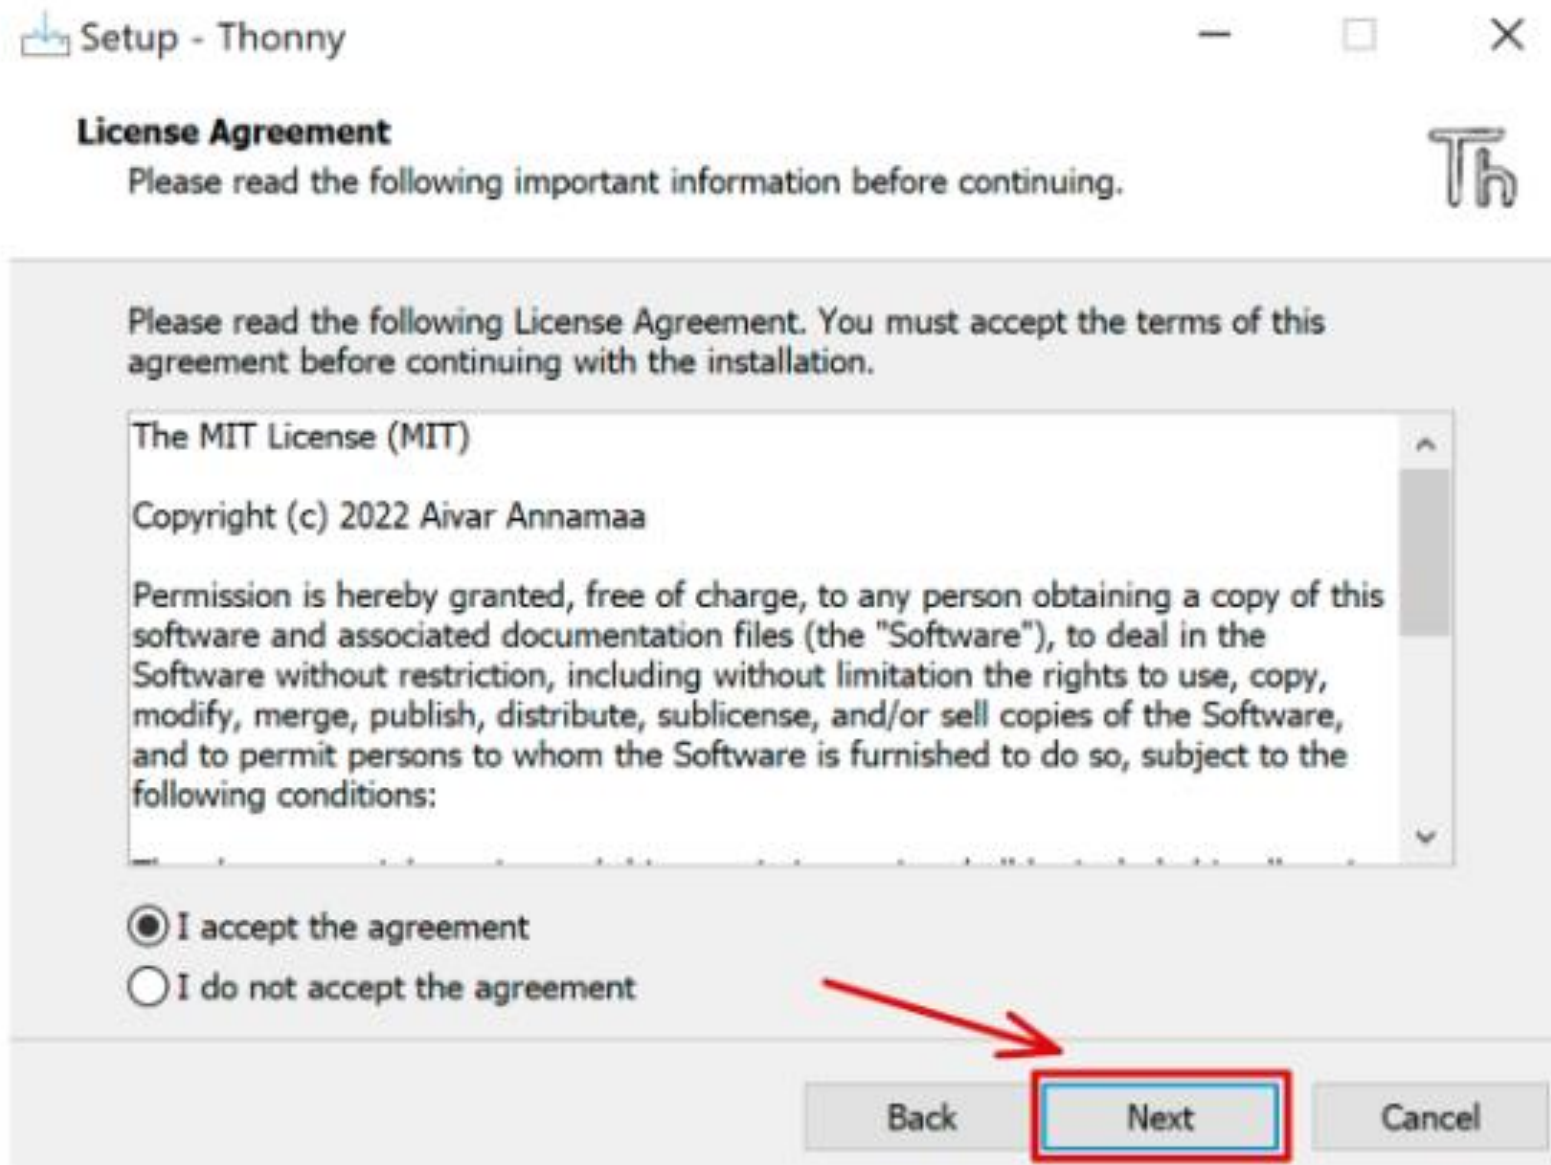 Setup - Thonny
License Agreement
Please read the following important information before continuing.
Th
Please read the following License Agreement. You must accept the terms of this
agreement before continuing with the installation.
The MIT License (MIT)
Copyright (c) 2022 Aivar Annamaa
Permission is hereby granted, free of charge, to any person obtaining a copy of this
software and associated documentation files (the "Software"), to deal in the
Software without restriction, including without limitation the rights to use, copy,
modify, merge, publish, distribute, sublicense, and/or sell copies of the Software,
and to permit persons to whom the Software is furnished to do so, subject to the
following conditions:
I accept the agreement
I do not accept the agreement
Back
Next
Cancel